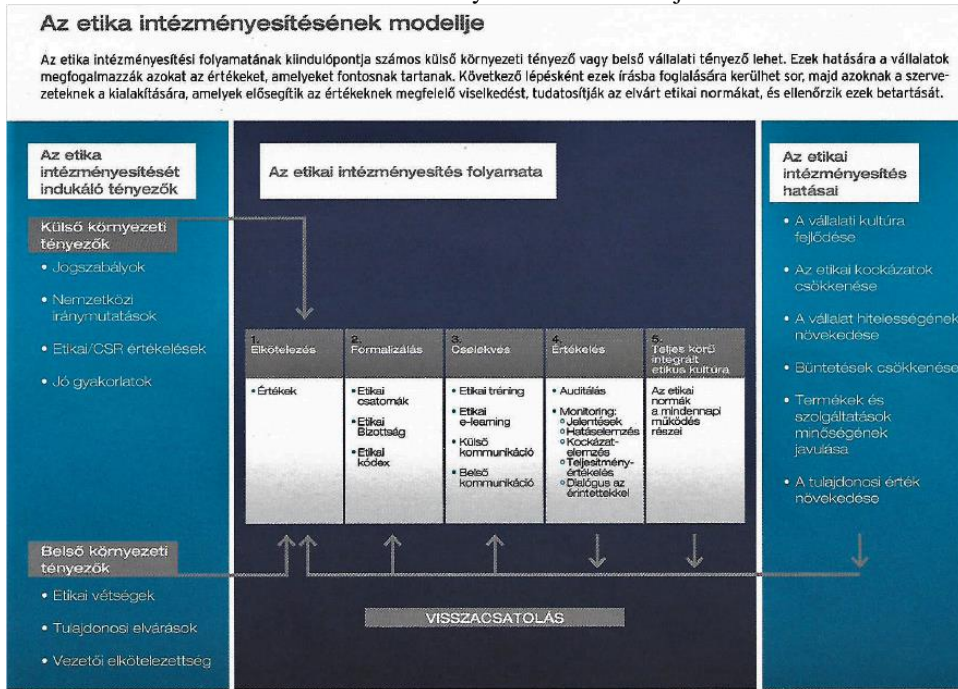 Az etika intézményesítésének modellje
Az etika intézményesítési folyamatának kiindulópontja számos külső környezeti tényező vagy belső vállalati tényező lehet. Ezek hatására a vállalatok
megfogalmazzák azokat az értékeket, amelyeket fontosnak tartanak. Következő lépésként ezek írásba foglalására kerülhet sor, majd azoknak a szerve-
zeteknek a kialakítására, amelyek elősegítik az értékeknek megfelelő viselkedést, tudatosítják az elvárt etikai normákat, és ellenőrzik ezek betartását.
Az etika
intézményesítését
indukáló tényezők
Külső környezeti
tényezők
• Jogszabályok
• Nemzetközi
iránymutatások
• Etikai/CSR értékelések
• Jó gyakorlatok
Belső környezeti
tényezők
• Etikai vétségek
• Tulajdonosi elvárások
• Vezetői elkötelezettség
Az etikai intézményesítés folyamata
1.
Elkötelezés
• Értékek
2.
Formalizálás
• Etikai
csatornák
• Etikai
Bizottság
• Etikai
kódex
3.
Cselekvés
• Etikai tréning
• Etikai
e-learning
• Külső
kommunikáció
• Belső
kommunikáció
4.
Értékelés
• Auditálás
• Monitoring:
o Jelentések
o Hatáselemzés
o Kockázat-
elemzés
o Teljesítmény-
értékelés
o Dialógus az
érintettekkel
5.
Teljes körű
integrált
etikus kultúra
Az etikai
normák
a mindennapi
működés
részei
VISSZACSATOLÁS
Az etikai
intézményesítés
hatásai
• A vállalati kultúra
fejlődése
• Az etikai kockázatok
csökkenése
• A vállalat hitelességének
növekedése
• Büntetések csökkenése
• Termékek és
szolgáltatások
minőségének
javulása
• A tulajdonosi érték
növekedése